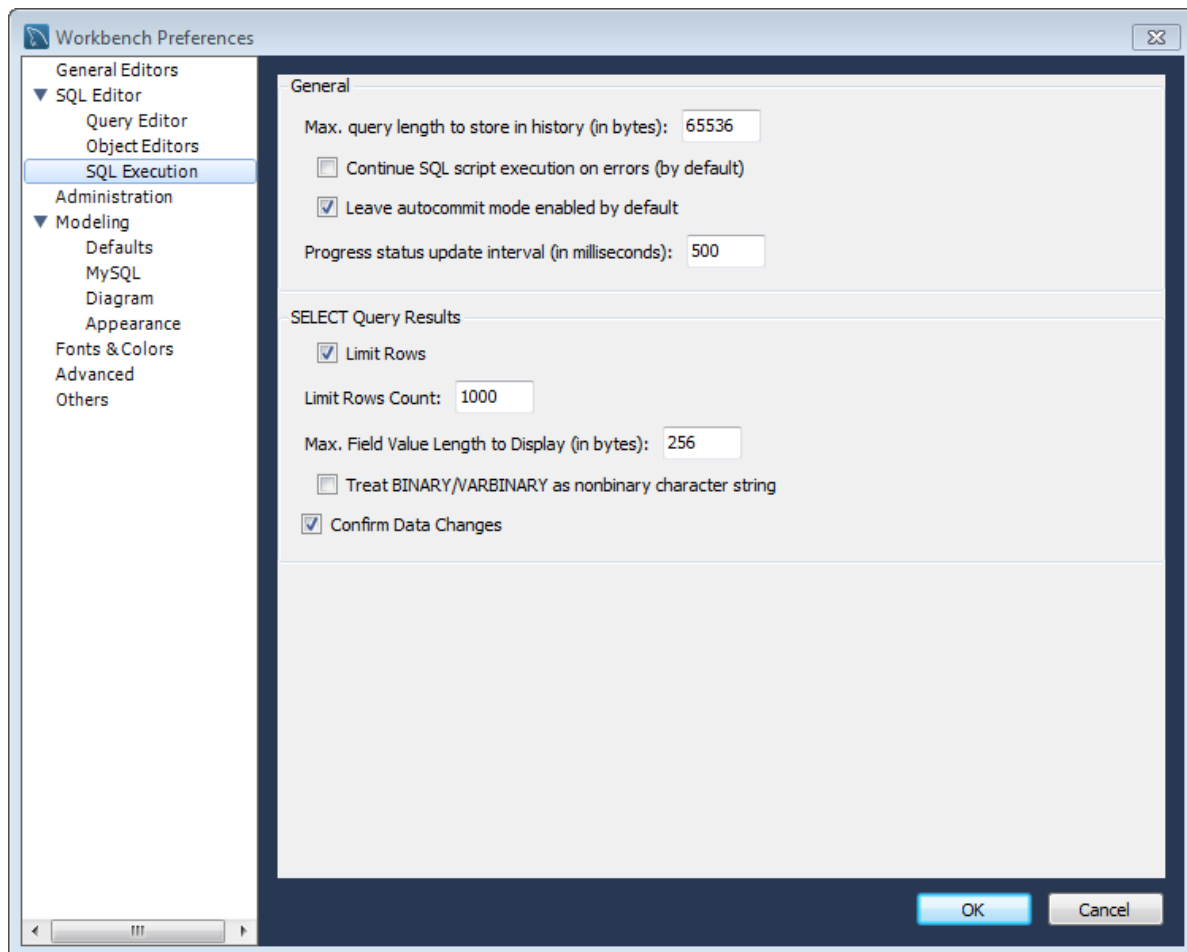 Workbench Preferences
General Editors
SQL Editor
Query Editor
Object Editors
SQL Execution
Administration
Modeling
Defaults
MySQL
Diagram
Appearance
Fonts & Colors
Advanced
Others
General
Max. query length to store in history (in bytes): 65536
Continue SQL script execution on errors (by default)
Leave autocommit mode enabled by default
Progress status update interval (in milliseconds): 500
SELECT Query Results
Limit Rows
Limit Rows Count: 1000
Max. Field Value Length to Display (in bytes): 256
Treat BINARY/VARBINARY as nonbinary character string
Confirm Data Changes
OK Cancel